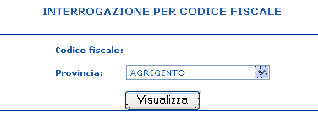 INTERROGAZIONE PER CODICE FISCALE
Codice fiscale:
Provincia: AGRIGENTO
Visualizza